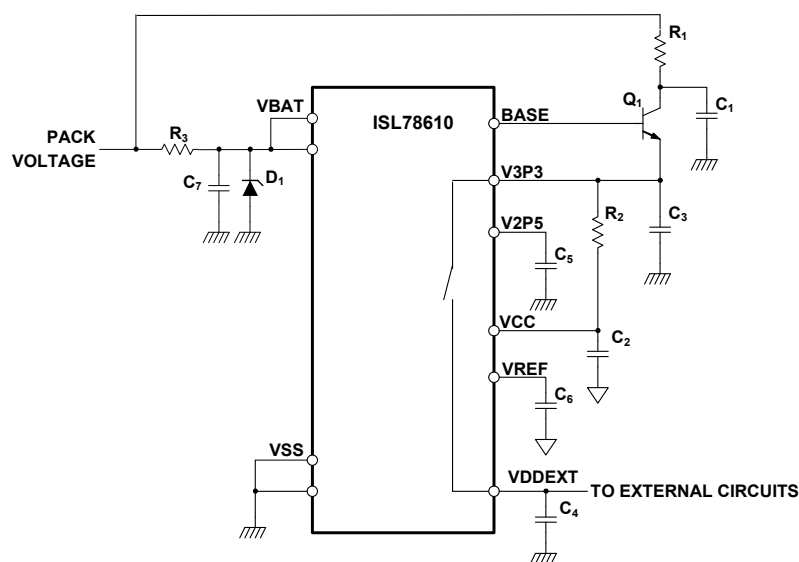 R1
VBAT
ISL78610
BASE
Q1
C1
PACK
VOLTAGE
R3
C7
D1
V3P3
R2
C3
V2P5
C5
VCC
C2
VREF
C6
VSS
VDDEXT
TO EXTERNAL CIRCUITS
C4